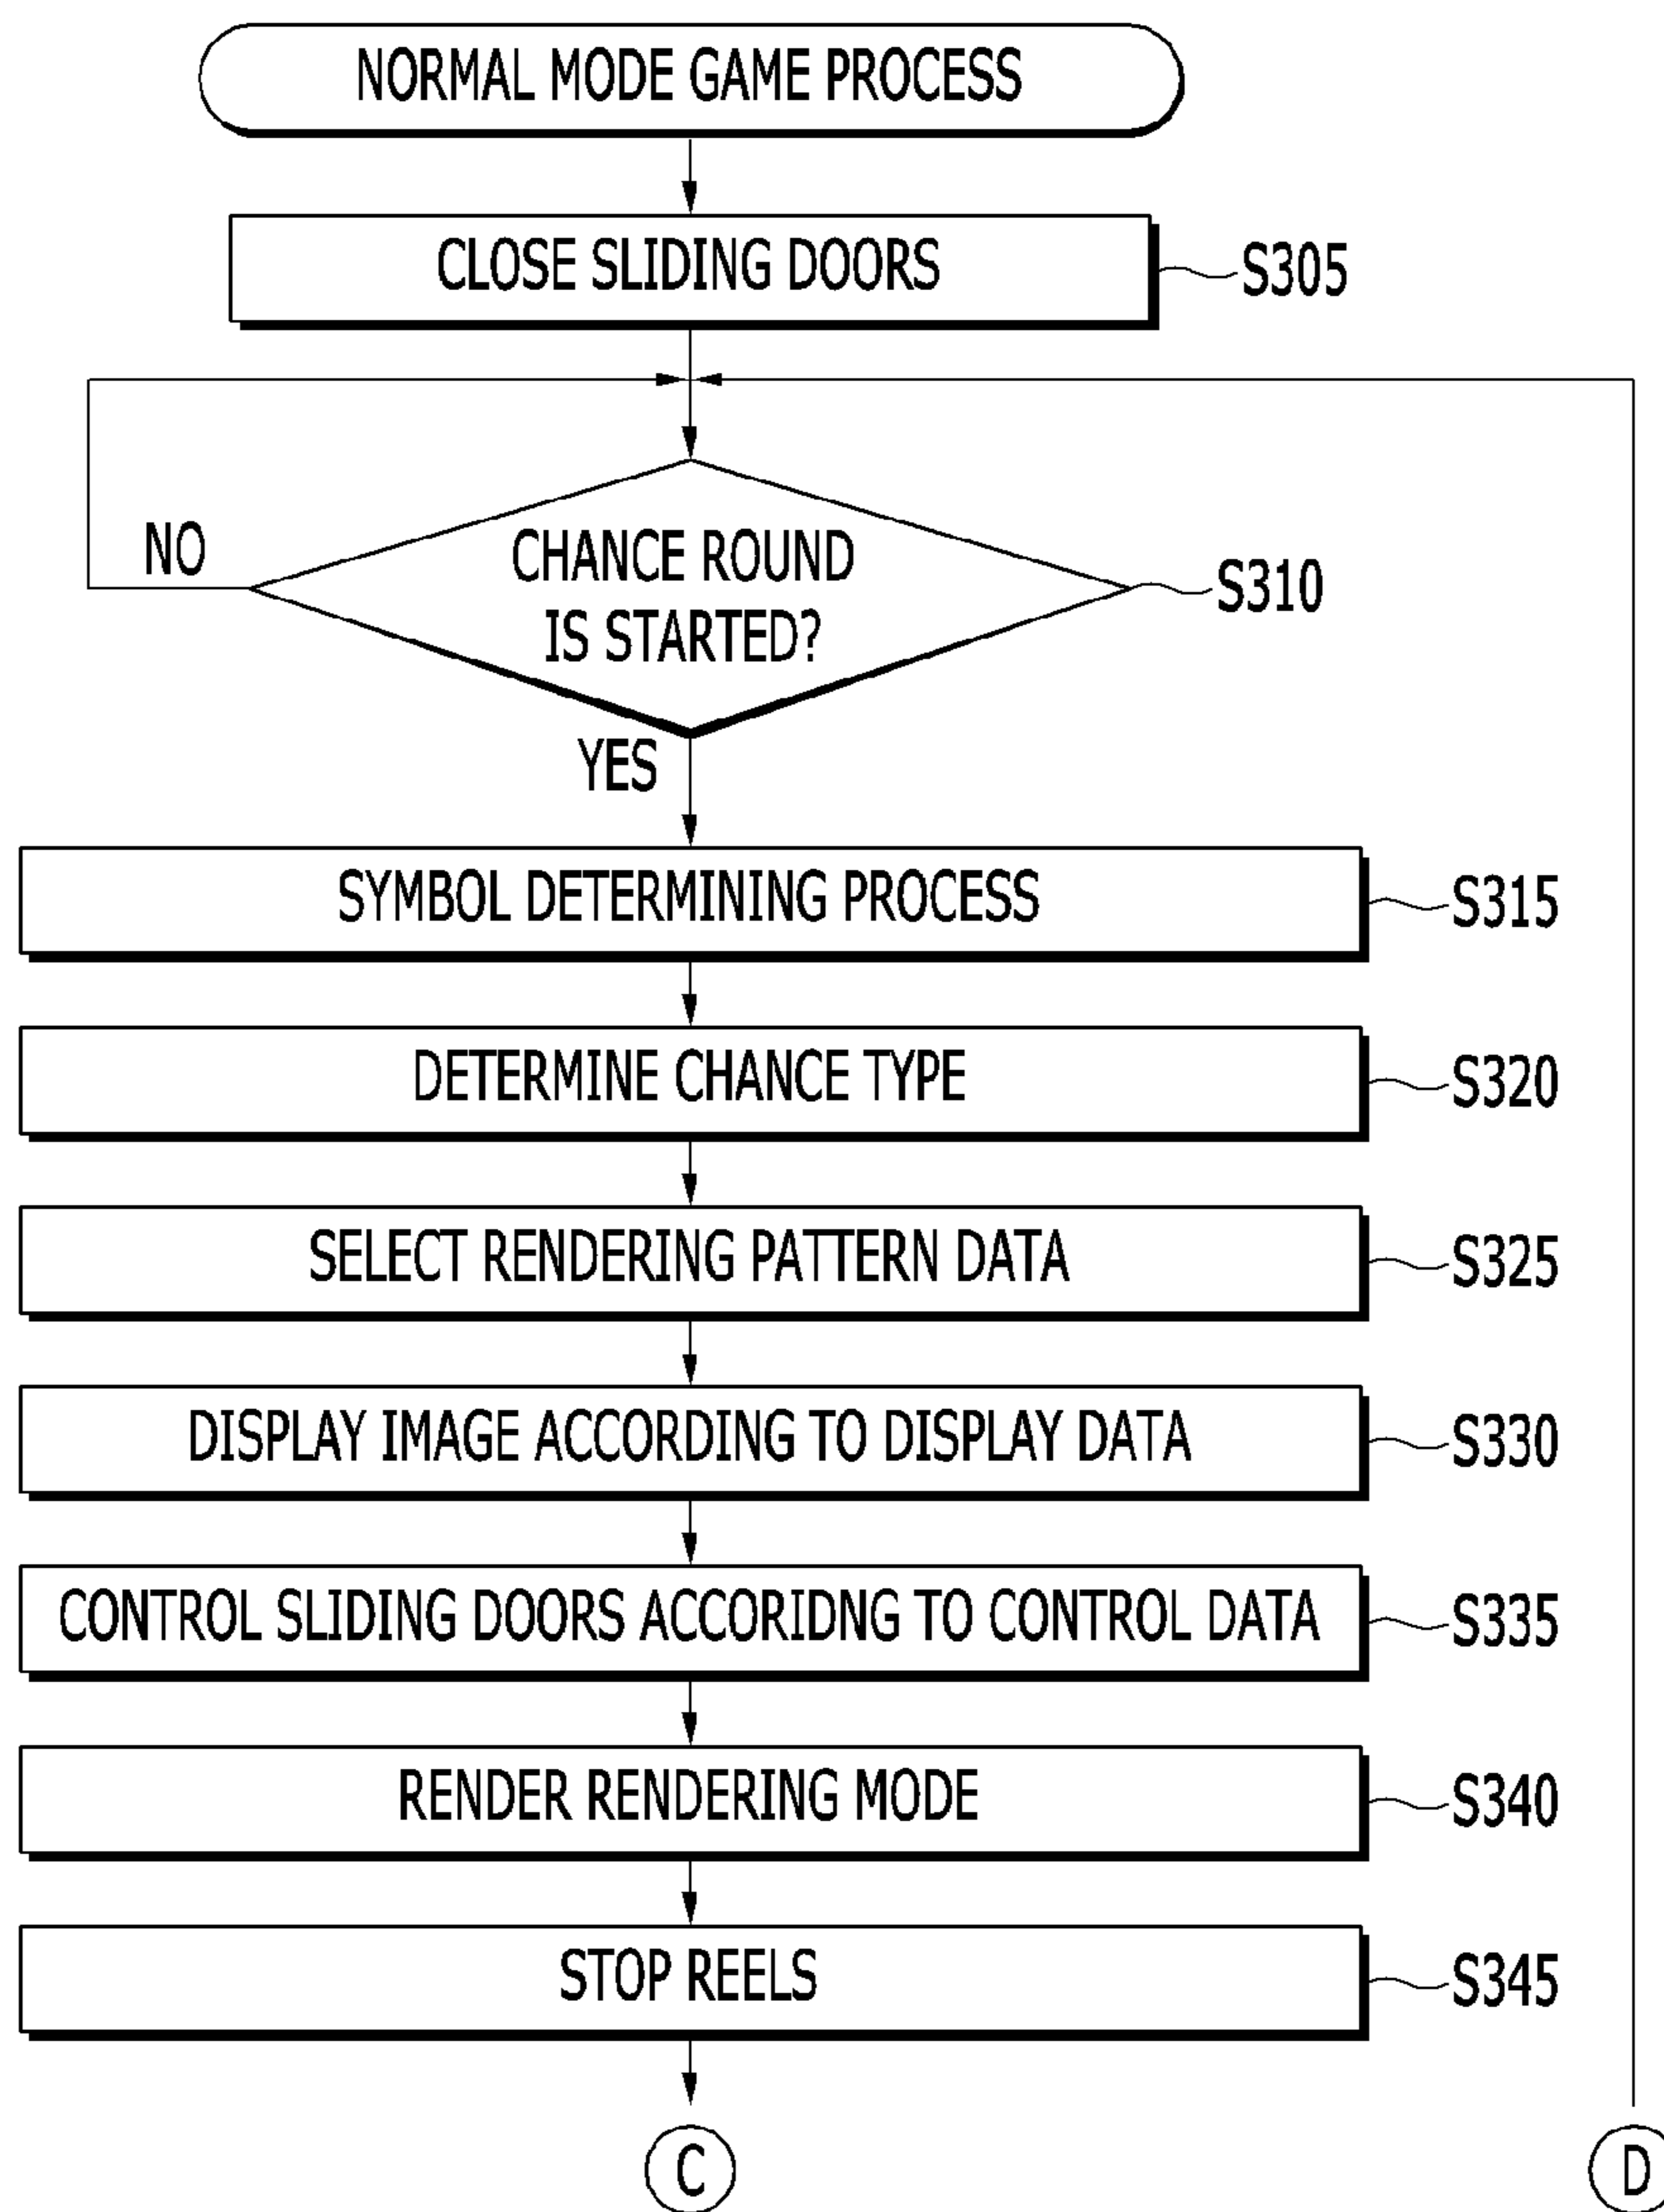 NORMAL MODE GAME PROCESS
CLOSE SLIDING DOORS
S305
NO
CHANCE ROUND
IS STARTED?
S310
YES
SYMBOL DETERMINING PROCESS
S315
DETERMINE CHANCE TYPE
S320
SELECT RENDERING PATTERN DATA
S325
DISPLAY IMAGE ACCORDING TO DISPLAY DATA
S330
CONTROL SLIDING DOORS ACCORIDNG TO CONTROL DATA
S335
RENDER RENDERING MODE
S340
STOP REELS
S345
C
D